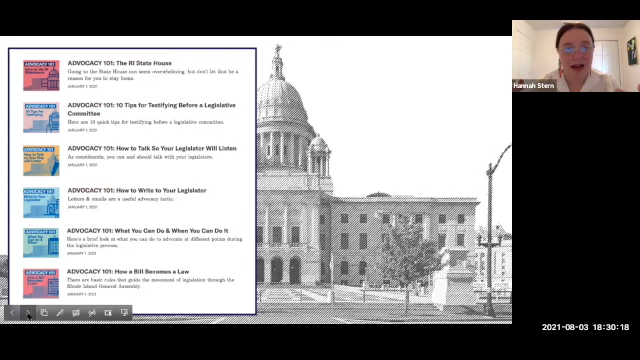 ADVOCACY 101: The RI State House
Going to the State House can seem overwhelming, but don't let that be a
reason for you to stay home.
JANUARY 1, 2021
ADVOCACY 101: 10 Tips for Testifying Before a Legislative
Committee
Here are 10 quick tips for testifying before a legislative committee.
JANUARY 1, 2021
ADVOCACY 101: How to Talk So Your Legislator Will Listen
As constituents, you can and should talk with your legislature.
JANUARY 1, 2021
ADVOCACY 101: How to Write to Your Legislator
Letters & emails are a useful advocacy tactic.
JANUARY 1, 2021
ADVOCACY 101: What You Can Do & When You Can Do It
Here's a brief look at what you can do to advocate at different points during
the legislative process.
JANUARY 1, 2021
ADVOCACY 101: How a Bill Becomes a Law
There are basic rules that guide the movement of legislation through the
Rhode Island General Assembly.
JANUARY 1, 2021
Hannah Stern
2021-08-03 18:30:18